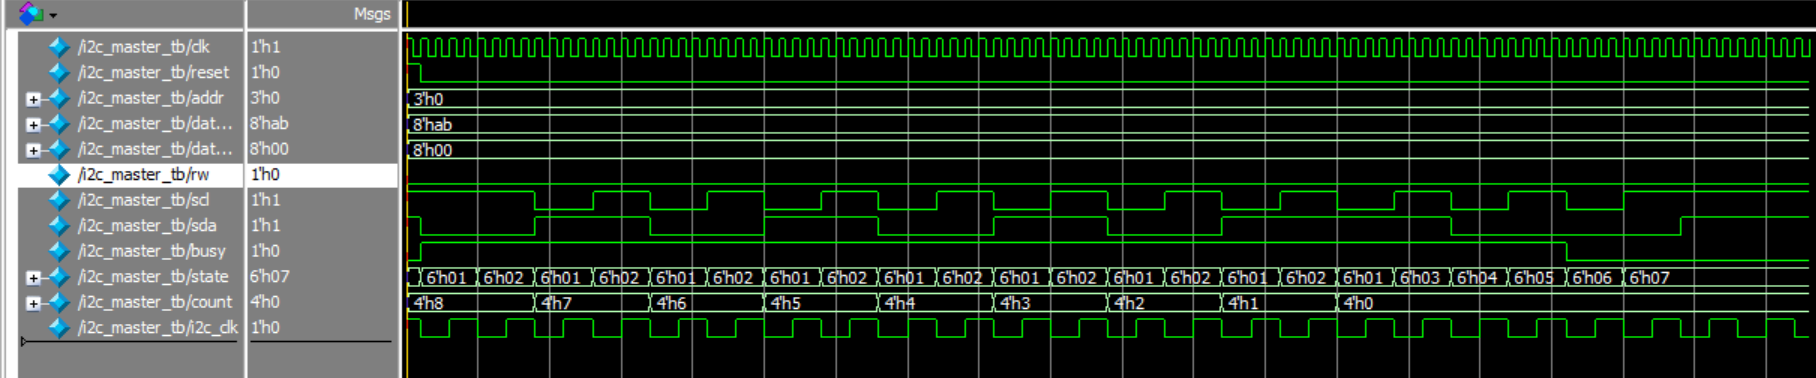 Msgs
/i2c_master_tb/clk 1'h1
/i2c_master_tb/reset 1'h0
/i2c_master_tb/addr 3'h0 3'h0
/i2c_master_tb/dat... 8'hab 8'hab
/i2c_master_tb/dat... 8'h00 8'h00
/i2c_master_tb/rw 1'h0
/i2c_master_tb/scl 1'h1
/i2c_master_tb/sda 1'h1
/i2c_master_tb/busy 1'h0
/i2c_master_tb/state 6'h07 6'h01 6'h02 6'h01 6'h02 6'h01 6'h02 6'h01 6'h02 6'h01 6'h02 6'h01 6'h02 6'h01 6'h02 6'h01 6'h02 6'h01 6'h03 6'h04 6'h05 6'h06 6'h07
/i2c_master_tb/count 4'h0 4'h8 4'h7 4'h6 4'h5 4'h4 4'h3 4'h2 4'h1 4'h0
/i2c_master_tb/i2c_clk 1'h0